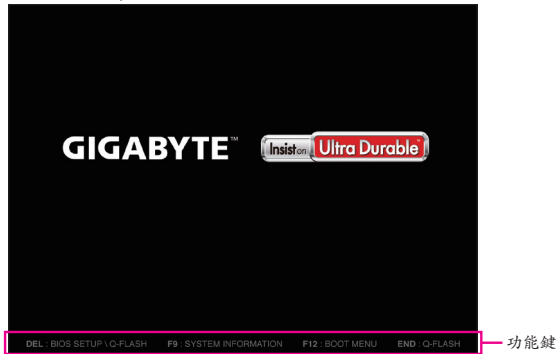 GIGABYTE™
Insist on Ultra Durable™
DEL : BIOS SETUP \ Q-FLASH F9 : SYSTEM INFORMATION F12 : BOOT MENU END : Q-FLASH
功能鍵